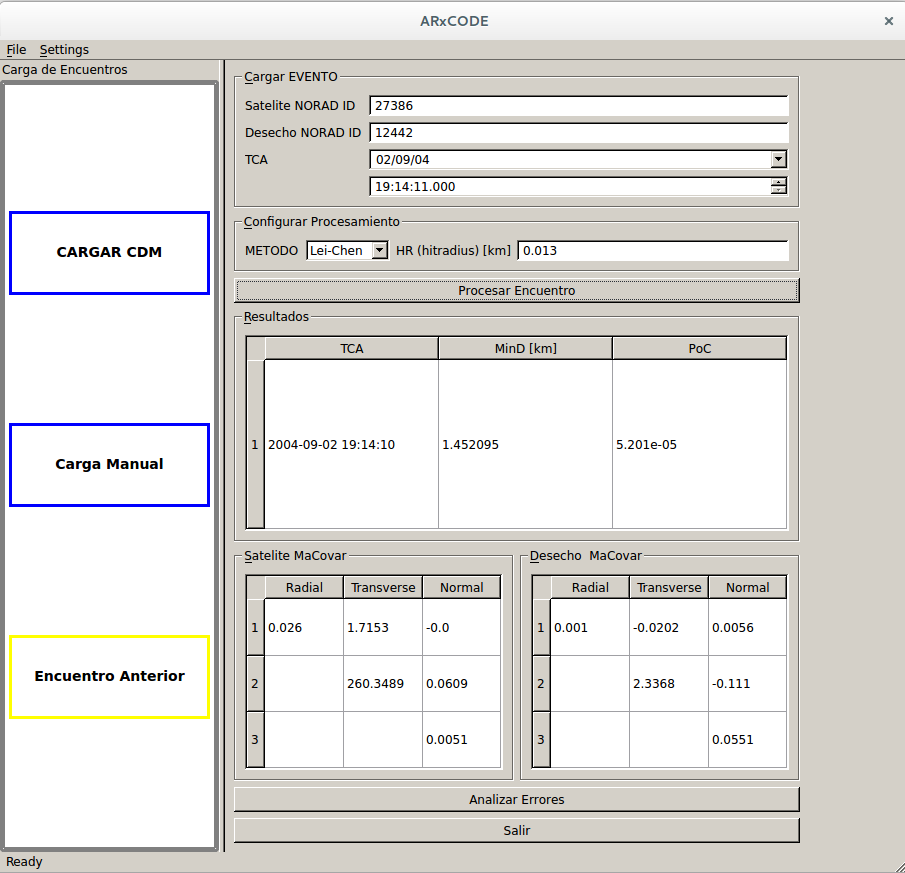 ARxCODE
×
File Settings
Carga de Encuentros
CARGAR CDM
Carga Manual
Encuentro Anterior
Cargar EVENTO
Satelite NORAD ID 27386
Desecho NORAD ID 12442
TCA 02/09/04
19:14:11.000
Configurar Procesamiento
METODO Lei-Chen HR (hitradius) [km] 0.013
Procesar Encuentro
Resultados
TCA MinD [km] PoC
1 2004-09-02 19:14:10 1.452095 5.201e-05
Satelite MaCovar
Radial Transverse Normal
1 0.026 1.7153 -0.0
2 260.3489 0.0609
3 0.0051
Desecho MaCovar
Radial Transverse Normal
1 0.001 -0.0202 0.0056
2 2.3368 -0.111
3 0.0551
Analizar Errores
Salir
Ready